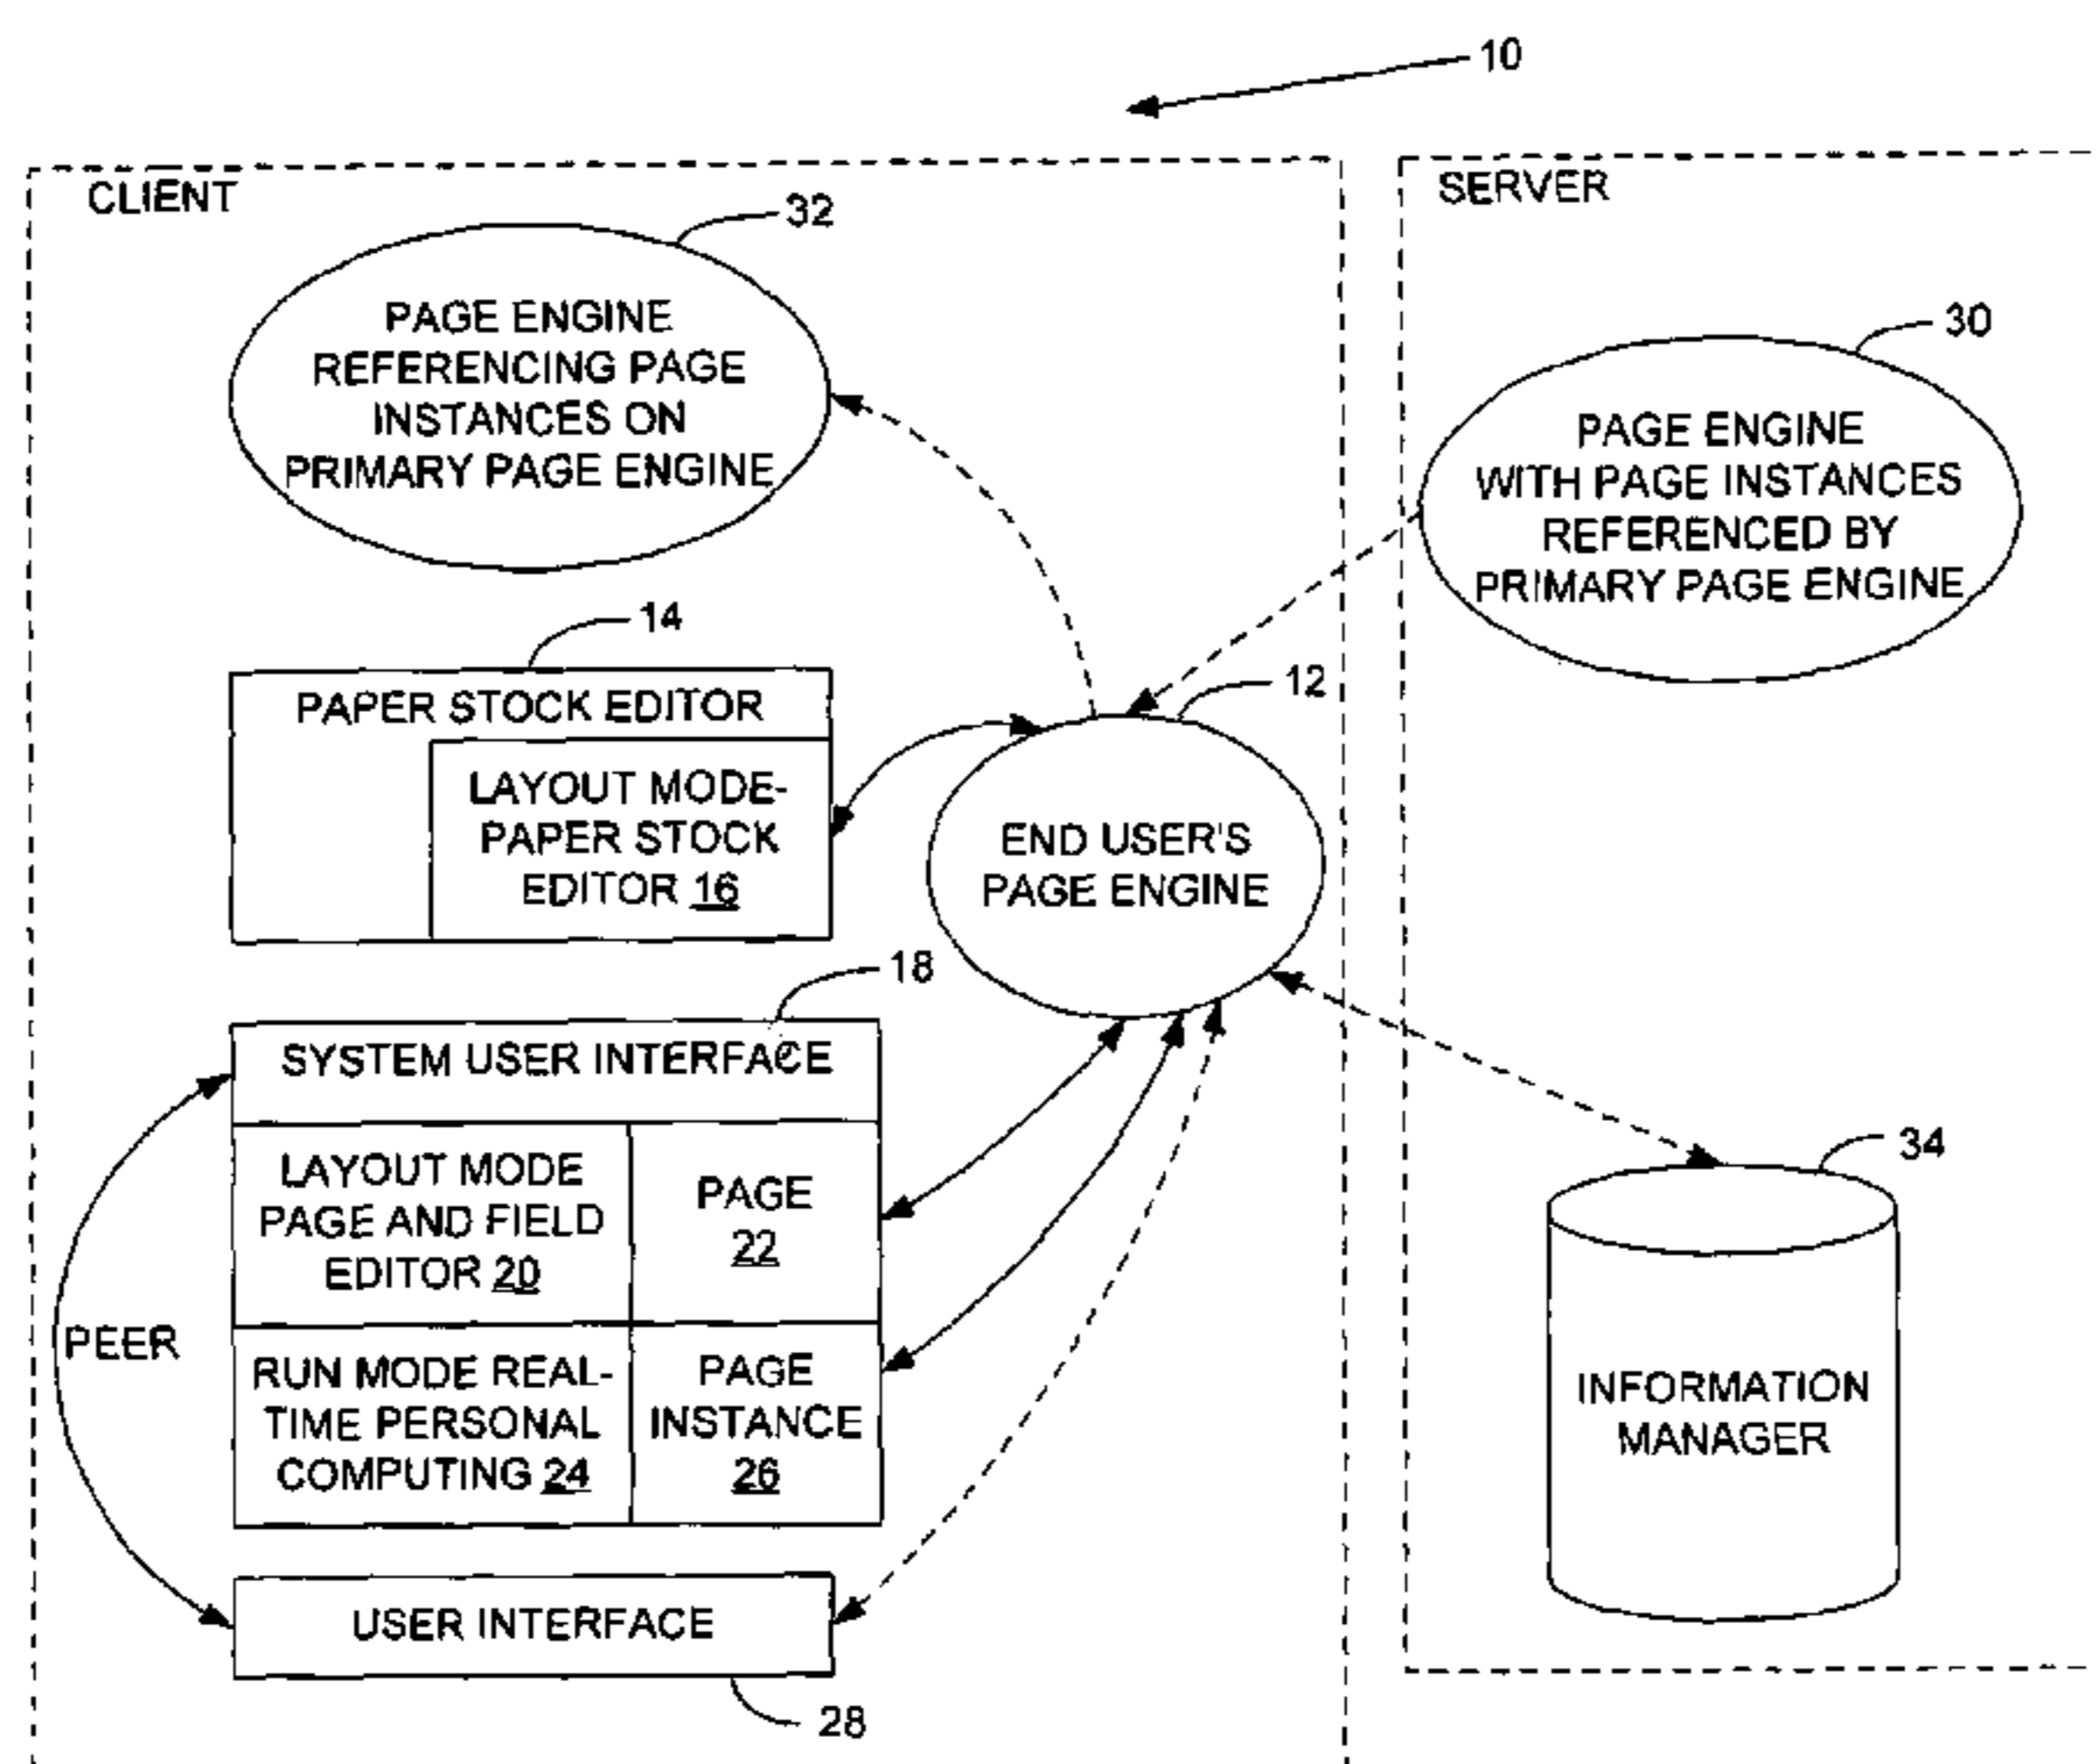 10
CLIENT
SERVER
32
PAGE ENGINE
REFERENCING PAGE
INSTANCES ON
PRIMARY PAGE ENGINE
30
PAGE ENGINE
WITH PAGE INSTANCES
REFERENCED BY
PRIMARY PAGE ENGINE
14
PAPER STOCK EDITOR
LAYOUT MODE-
PAPER STOCK
EDITOR 16
12
END USER'S
PAGE ENGINE
18
SYSTEM USER INTERFACE
LAYOUT MODE
PAGE AND FIELD
EDITOR 20
PAGE
22
PEER
RUN MODE REAL-
TIME PERSONAL
COMPUTING 24
PAGE
INSTANCE
26
34
INFORMATION
MANAGER
USER INTERFACE
28